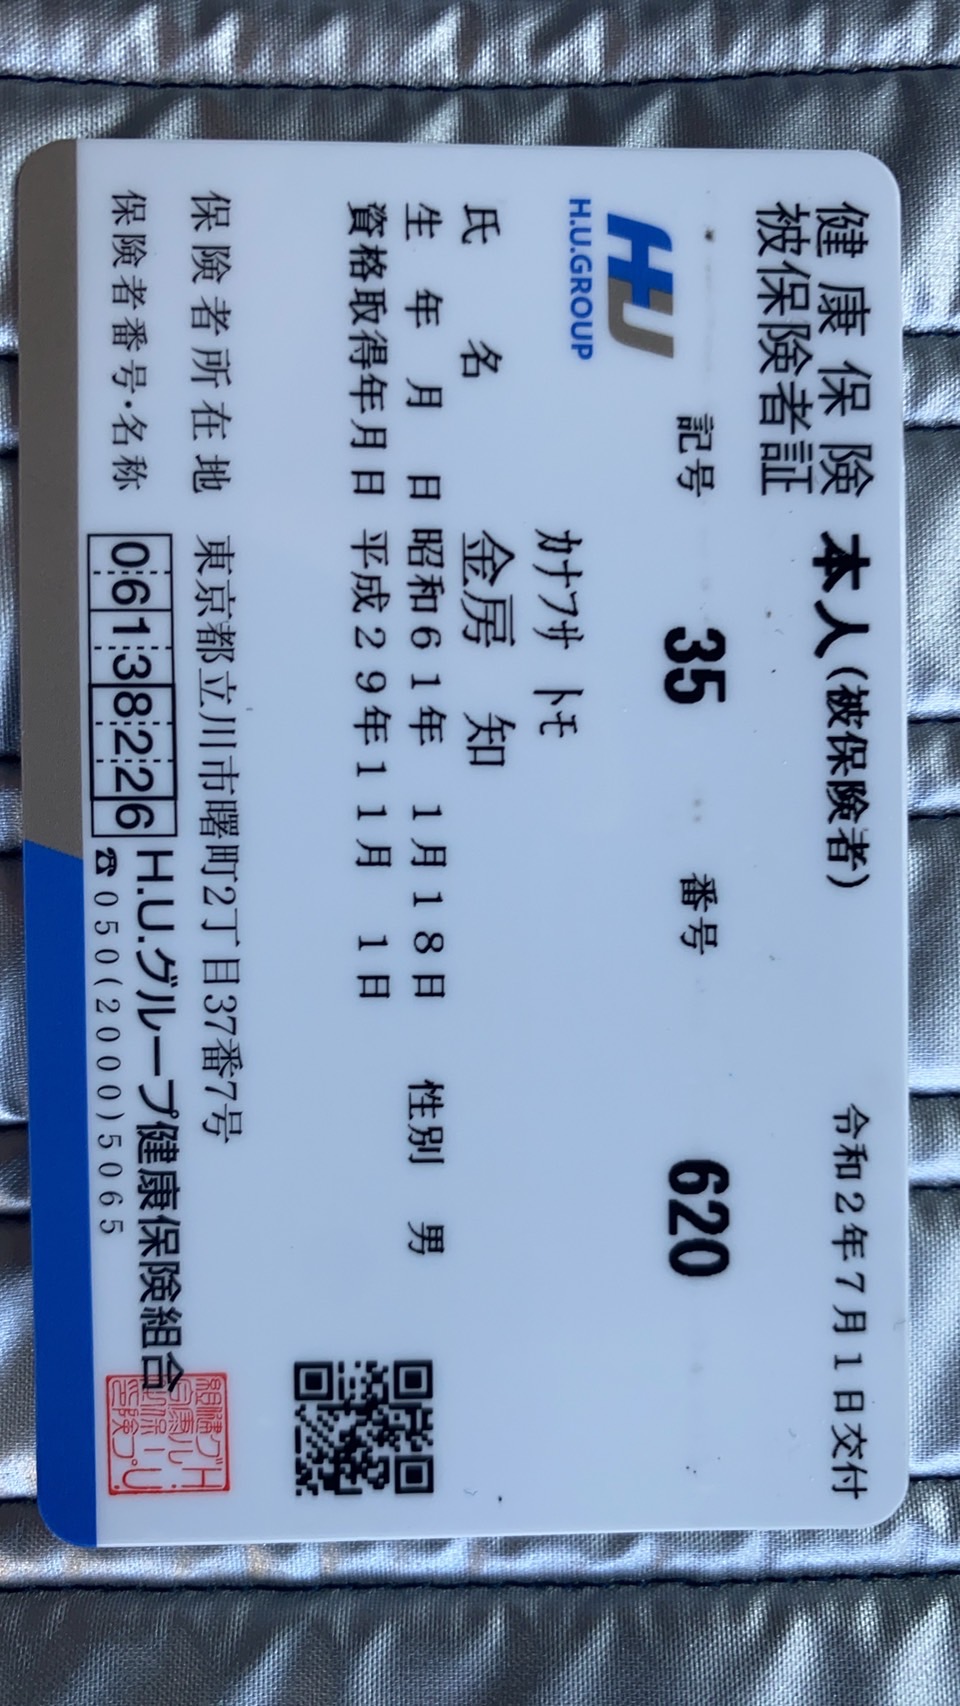 健康保険 本人(被保険者) 令和2年7月1日交付
被保険者証
記号 35 番号 620
HU
H.U.GROUP
カナフサ トモ
氏名 金房 知
生年月日 昭和61年 1月18日 性別 男
資格取得年月日 平成29年11月 1日
保険者所在地 東京都立川市曙町2丁目37番7号
保険者番号・名称 06138226 H.U.グループ健康保険組合
☎050(2000)5065